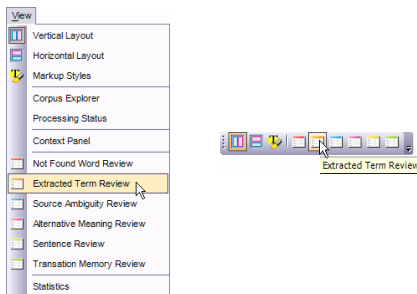 View
Vertical Layout
Horizontal Layout
Markup Styles
Corpus Explorer
Processing Status
Context Panel
Not Found Word Review
Extracted Term Review
Source Ambiguity Review
Alternative Meaning Review
Sentence Review
Transation Memory Review
Statistics
Extracted Term Review